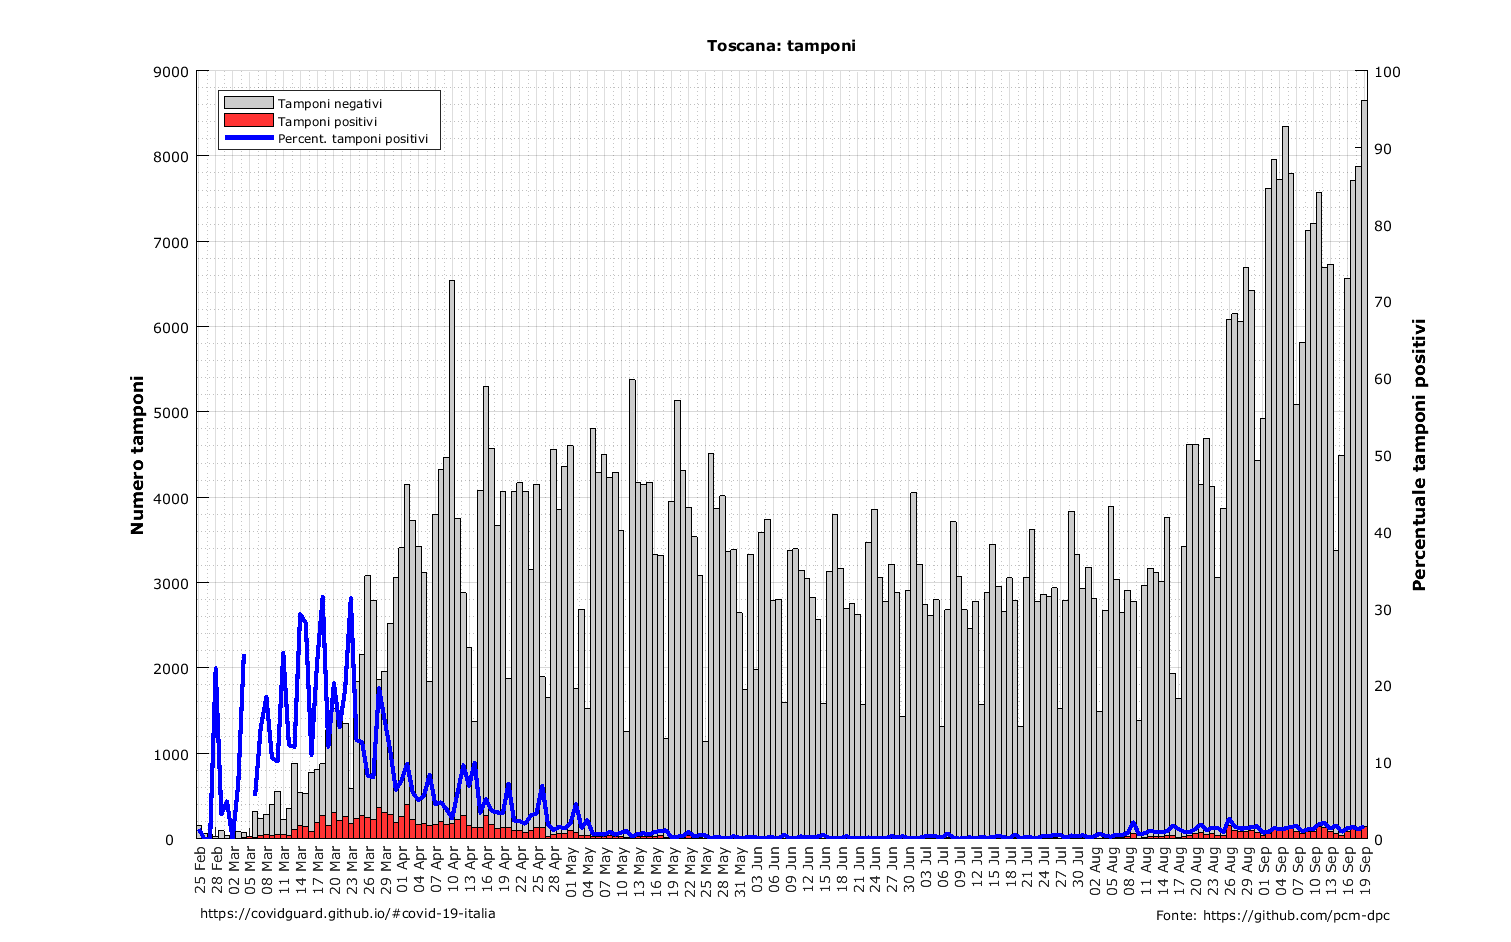 Toscana: tamponi
Tamponi negativi
Tamponi positivi
Percent. tamponi positivi
Numero tamponi
9000
8000
7000
6000
5000
4000
3000
2000
1000
0
Percentuale tamponi positivi
100
90
80
70
60
50
40
30
20
10
0
25 Feb
28 Feb
02 Mar
05 Mar
08 Mar
11 Mar
14 Mar
17 Mar
20 Mar
23 Mar
26 Mar
29 Mar
01 Apr
04 Apr
07 Apr
10 Apr
13 Apr
16 Apr
19 Apr
22 Apr
25 Apr
28 Apr
01 May
04 May
07 May
10 May
13 May
16 May
19 May
22 May
25 May
28 May
31 May
03 Jun
06 Jun
09 Jun
12 Jun
15 Jun
18 Jun
21 Jun
24 Jun
27 Jun
30 Jun
03 Jul
06 Jul
09 Jul
12 Jul
15 Jul
18 Jul
21 Jul
24 Jul
27 Jul
30 Jul
02 Aug
05 Aug
08 Aug
11 Aug
14 Aug
17 Aug
20 Aug
23 Aug
26 Aug
29 Aug
01 Sep
04 Sep
07 Sep
10 Sep
13 Sep
16 Sep
19 Sep
https://covidguard.github.io/#covid-19-italia
Fonte: https://github.com/pcm-dpc